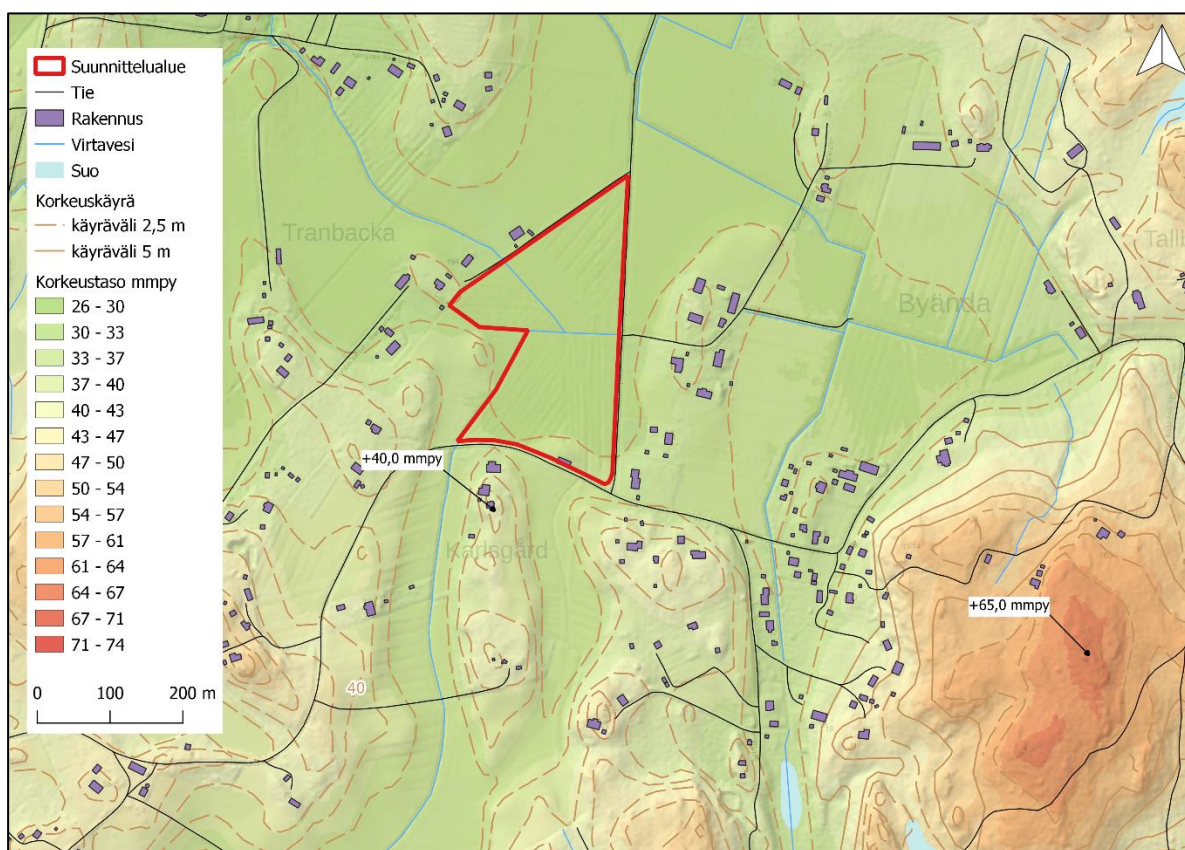 Suunnittelualue
Tie
Rakennus
Virtavesi
Suo
Korkeuskäyrä
käyräväli 2,5 m
käyräväli 5 m
Korkeustaso mmpy
26 - 30
30 - 33
33 - 37
37 - 40
40 - 43
43 - 47
47 - 50
50 - 54
54 - 57
57 - 61
61 - 64
64 - 67
67 - 71
71 - 74
0 100 200 m
Tranbacka
Byända
+40,0 mmpy
Karlsgård
+65,0 mmpy
40